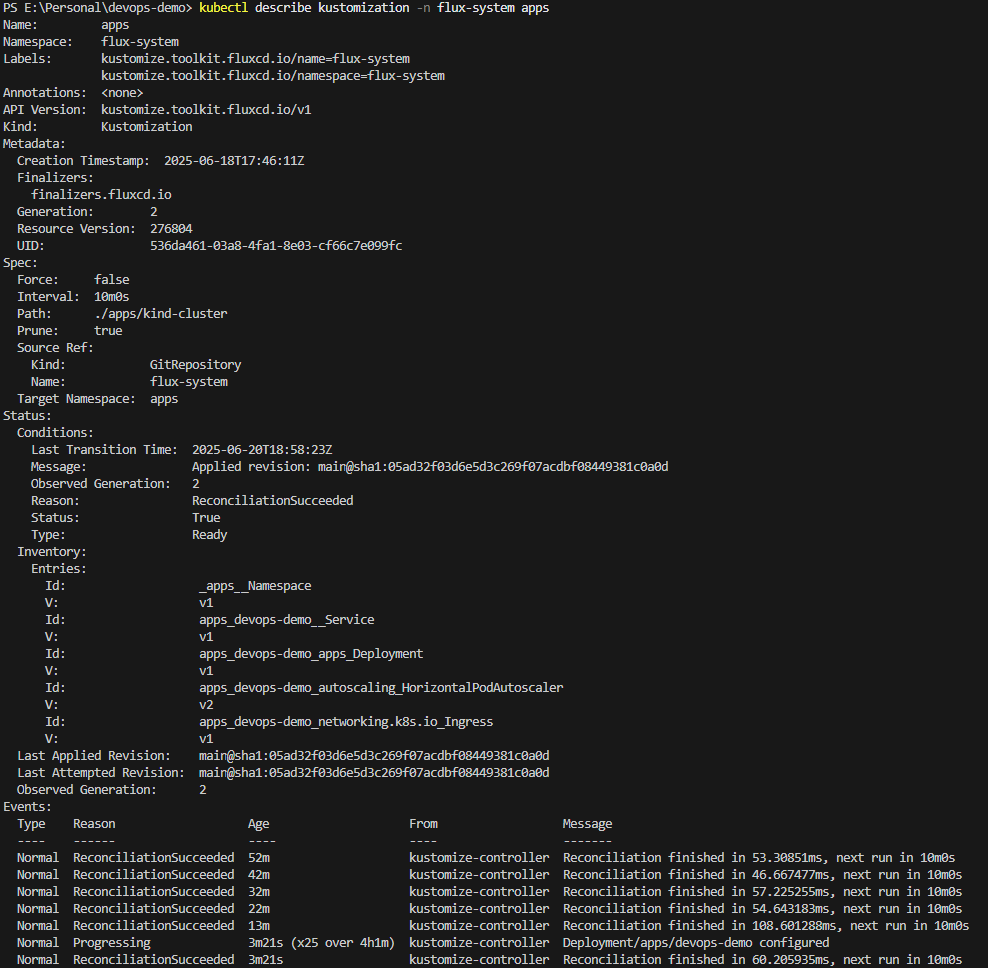 PS E:\Personal\devops-demo> kubectl describe kustomization -n flux-system apps
Name:         apps
Namespace:    flux-system
Labels:       kustomize.toolkit.fluxcd.io/name=flux-system
              kustomize.toolkit.fluxcd.io/namespace=flux-system
Annotations:  <none>
API Version:  kustomize.toolkit.fluxcd.io/v1
Kind:         Kustomization
Metadata:
  Creation Timestamp:  2025-06-18T17:46:11Z
  Finalizers:
    finalizers.fluxcd.io
  Generation:        2
  Resource Version:  276804
  UID:               536da461-03a8-4fa1-8e03-cf66c7e099fc
Spec:
  Force:     false
  Interval:  10m0s
  Path:      ./apps/kind-cluster
  Prune:     true
  Source Ref:
    Kind:            GitRepository
    Name:            flux-system
  Target Namespace:  apps
Status:
  Conditions:
    Last Transition Time:  2025-06-20T18:58:23Z
    Message:               Applied revision: main@sha1:05ad32f03d6e5d3c269f07acdbf08449381c0a0d
    Observed Generation:   2
    Reason:                ReconciliationSucceeded
    Status:                True
    Type:                  Ready
  Inventory:
    Entries:
      Id:                   _apps__Namespace
      V:                    v1
      Id:                   apps_devops-demo__Service
      V:                    v1
      Id:                   apps_devops-demo_apps_Deployment
      V:                    v1
      Id:                   apps_devops-demo_autoscaling_HorizontalPodAutoscaler
      V:                    v2
      Id:                   apps_devops-demo_networking.k8s.io_Ingress
      V:                    v1
  Last Applied Revision:    main@sha1:05ad32f03d6e5d3c269f07acdbf08449381c0a0d
  Last Attempted Revision:  main@sha1:05ad32f03d6e5d3c269f07acdbf08449381c0a0d
  Observed Generation:      2
Events:
  Type    Reason                   Age                    From                  Message
  ----    ------                   ----                   ----                  -------
  Normal  ReconciliationSucceeded  52m                    kustomize-controller  Reconciliation finished in 53.30851ms, next run in 10m0s
  Normal  ReconciliationSucceeded  42m                    kustomize-controller  Reconciliation finished in 46.667477ms, next run in 10m0s
  Normal  ReconciliationSucceeded  32m                    kustomize-controller  Reconciliation finished in 57.225255ms, next run in 10m0s
  Normal  ReconciliationSucceeded  22m                    kustomize-controller  Reconciliation finished in 54.643183ms, next run in 10m0s
  Normal  ReconciliationSucceeded  13m                    kustomize-controller  Reconciliation finished in 108.601288ms, next run in 10m0s
  Normal  Progressing              3m21s (x25 over 4h1m)  kustomize-controller  Deployment/apps/devops-demo configured
  Normal  ReconciliationSucceeded  3m21s                  kustomize-controller  Reconciliation finished in 60.205935ms, next run in 10m0s